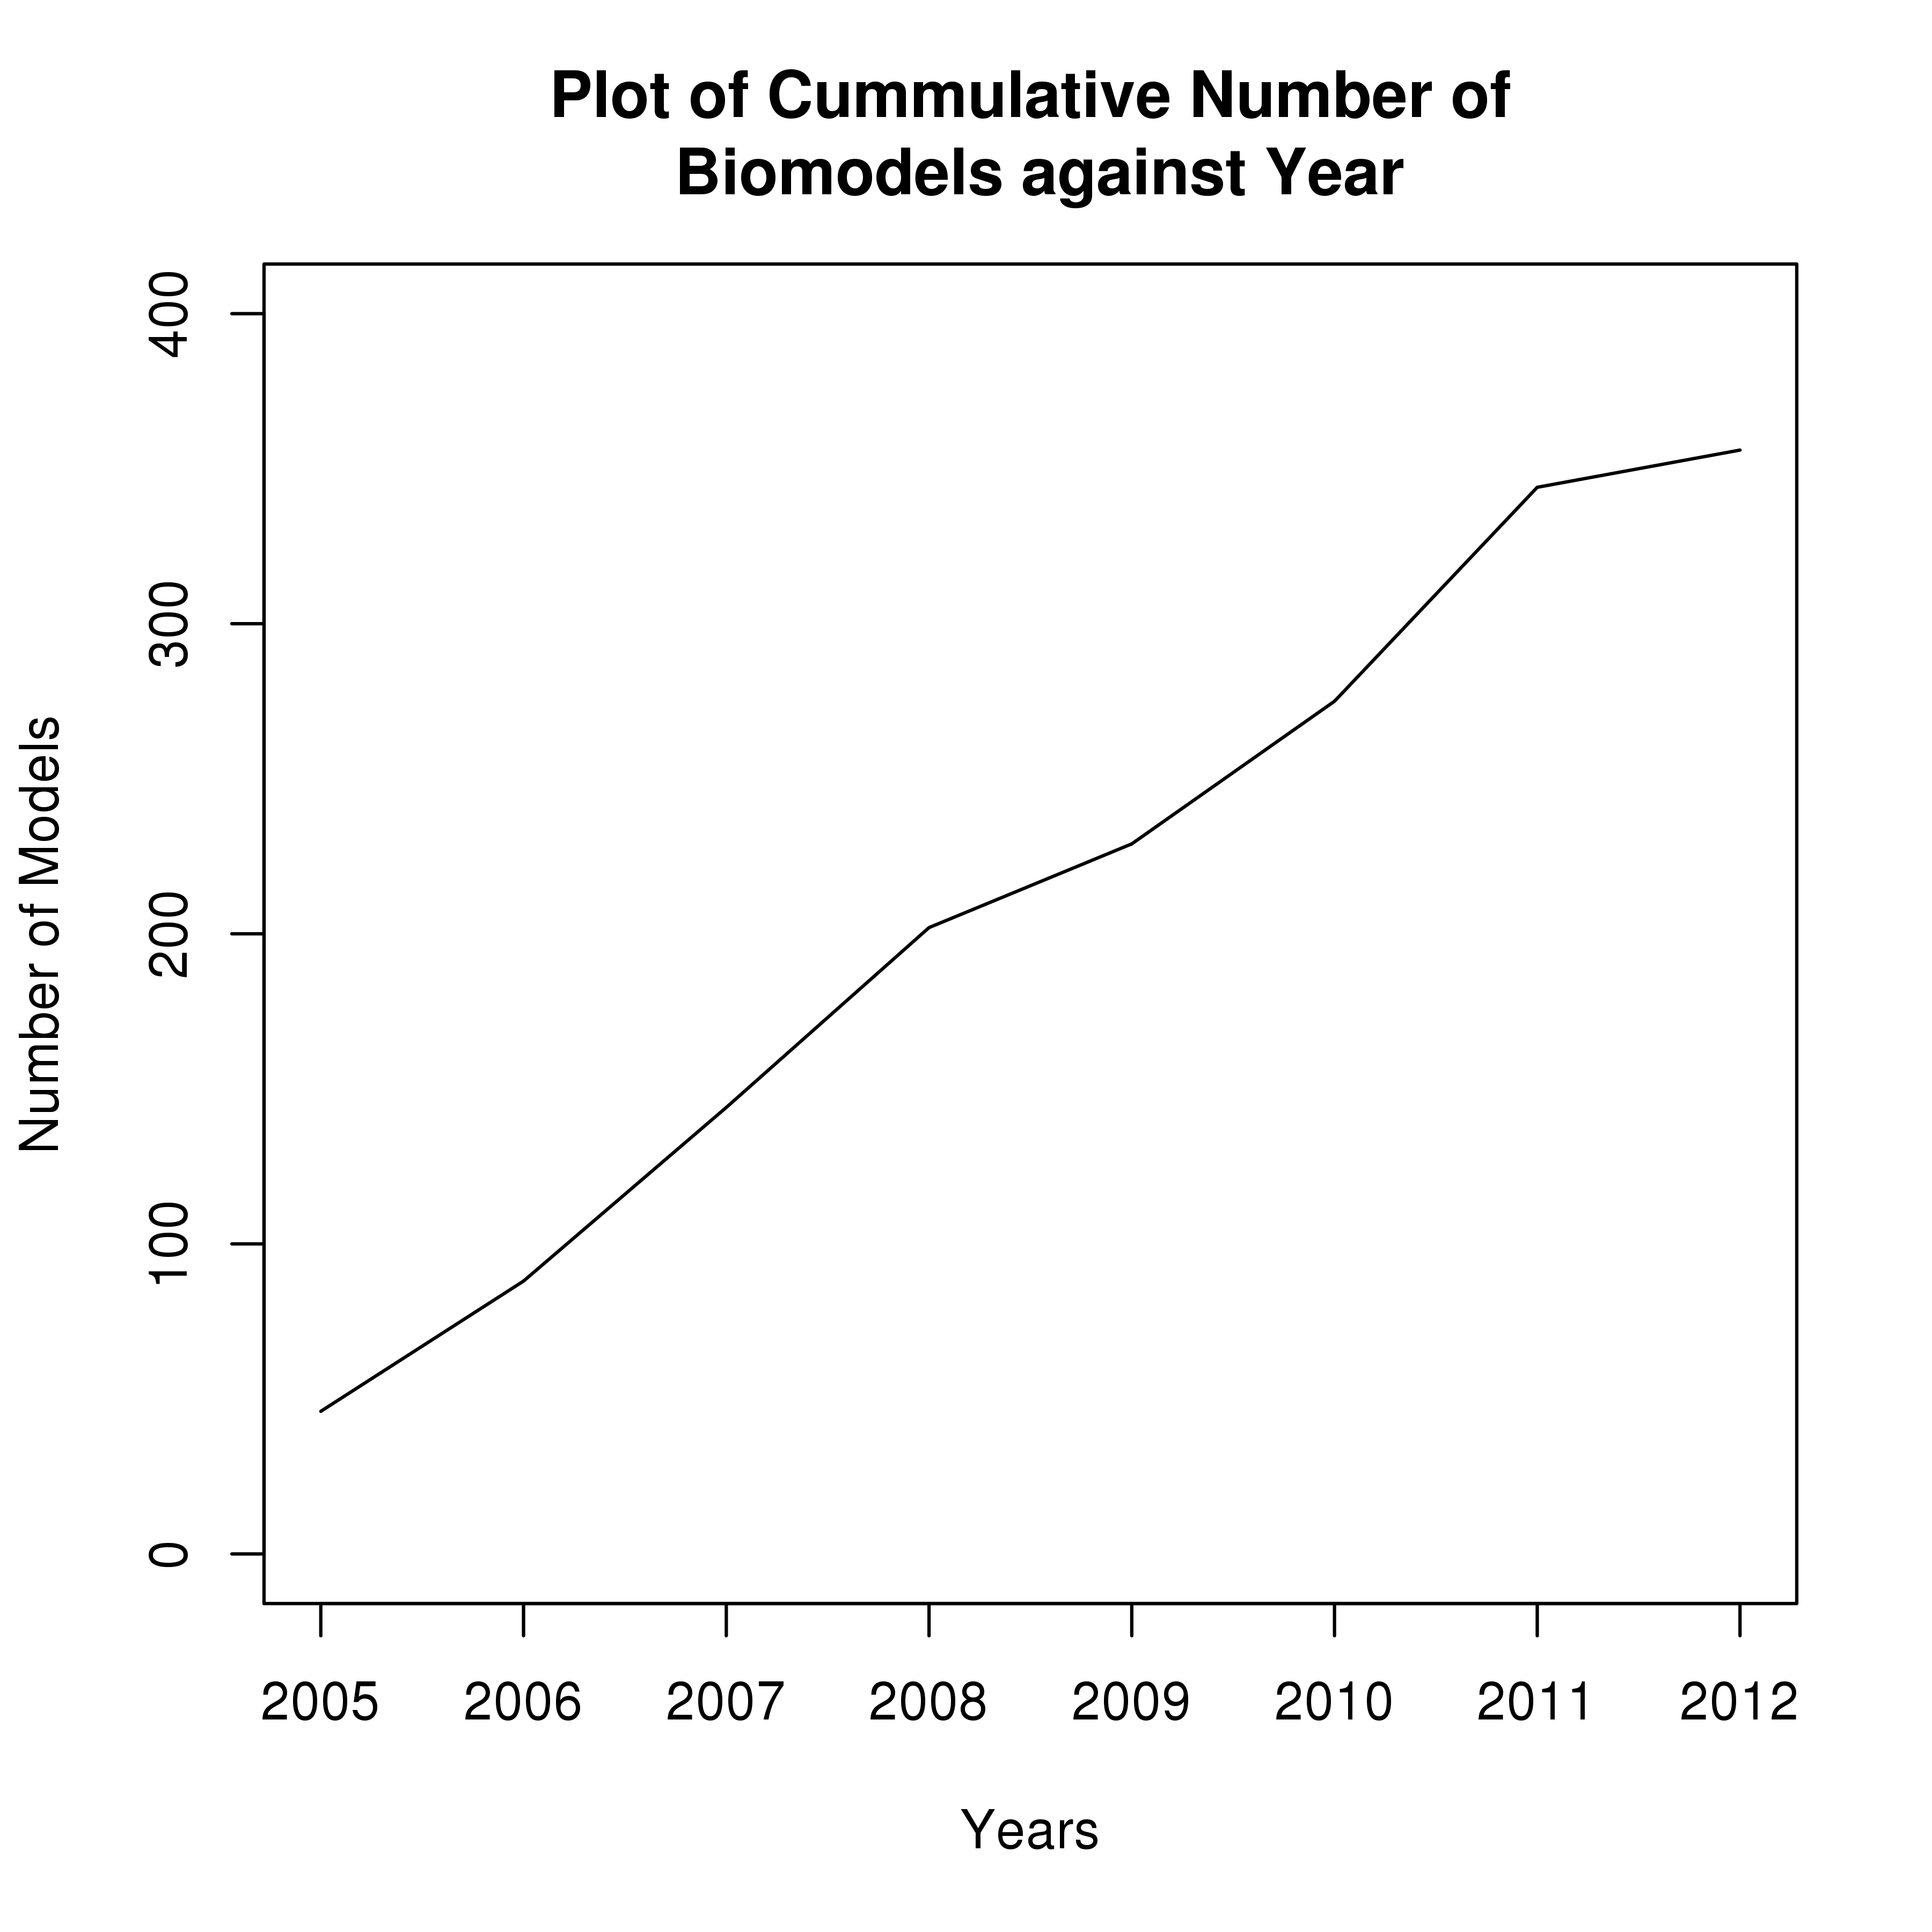 Plot of Cummulative Number of
Biomodels against Year
Number of Models
400
300
200
100
0
2005 2006 2007 2008 2009 2010 2011 2012
Years